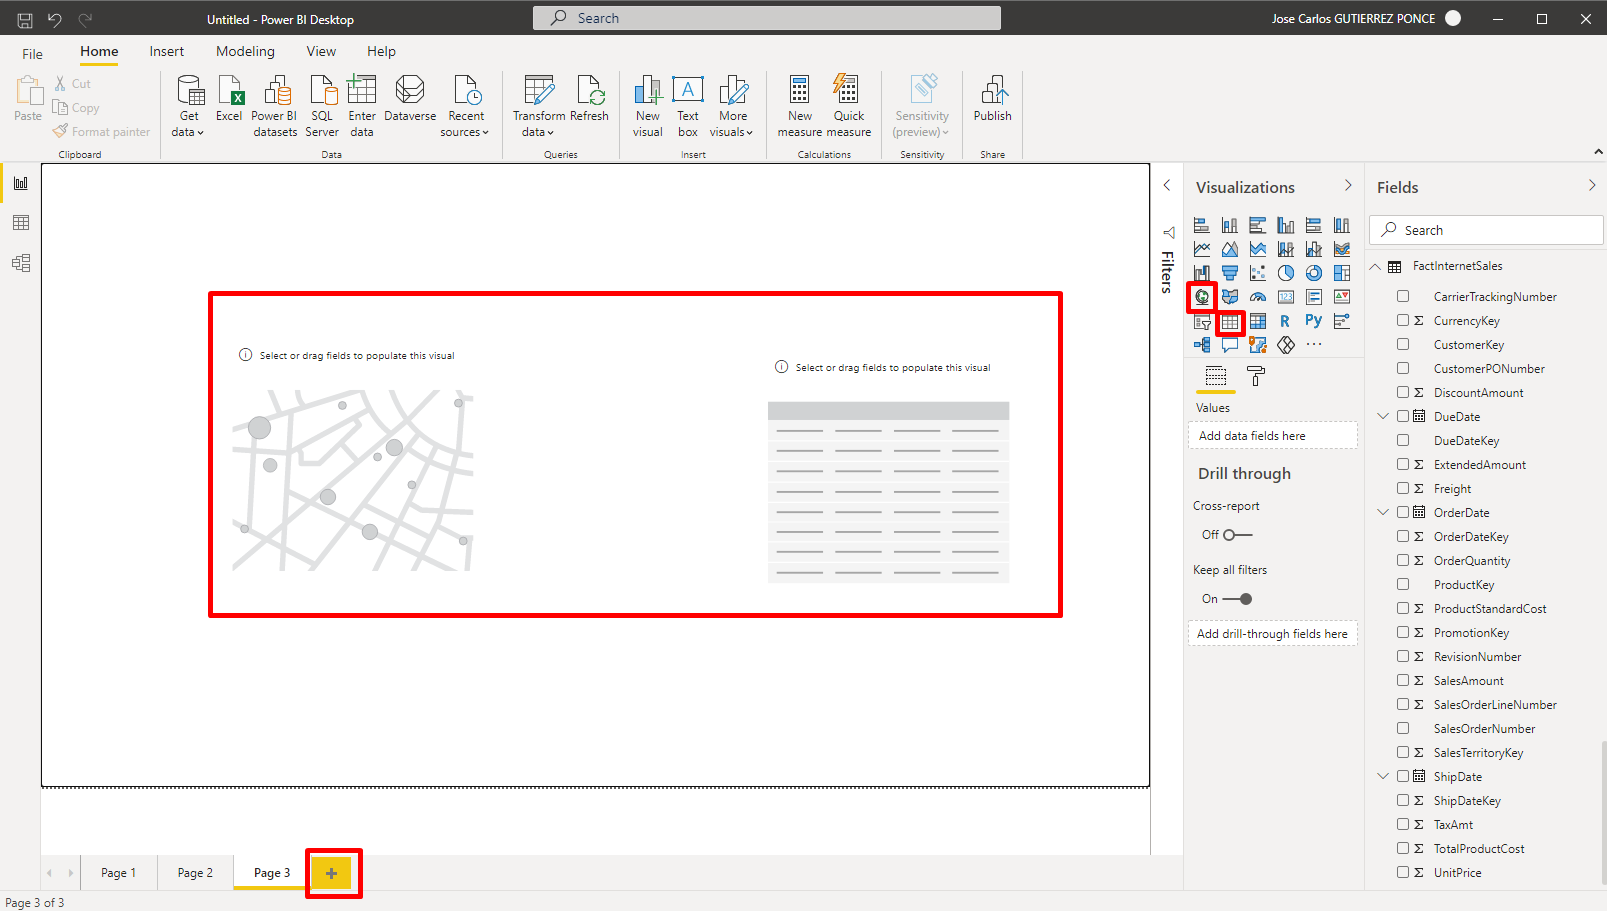 Untitled - Power BI Desktop
Search
Jose Carlos GUTIERREZ PONCE
File
Home
Insert
Modeling
View
Help
Paste
Cut
Copy
Format painter
Clipboard
Get
data
Excel
Power BI
datasets
SQL
Server
Enter
data
Dataverse
Recent
sources
Data
Transform
data
Refresh
Queries
New
visual
A
Text
box
More
visuals
Insert
New
measure
Quick
measure
Calculations
Sensitivity
(preview)
Sensitivity
Publish
Share
Select or drag fields to populate this visual
Select or drag fields to populate this visual
Filters
Visualizations
123
R
Py
Values
Add data fields here
Drill through
Cross-report
Off
Keep all filters
On
Add drill-through fields here
Fields
Search
FactInternetSales
CarrierTrackingNumber
Σ CurrencyKey
CustomerKey
CustomerPONumber
Σ DiscountAmount
DueDate
DueDateKey
Σ ExtendedAmount
Σ Freight
OrderDate
Σ OrderDateKey
Σ OrderQuantity
ProductKey
Σ ProductStandardCost
Σ PromotionKey
Σ RevisionNumber
Σ SalesAmount
Σ SalesOrderLineNumber
SalesOrderNumber
Σ SalesTerritoryKey
ShipDate
Σ ShipDateKey
Σ TaxAmt
Σ TotalProductCost
Σ UnitPrice
Page 1
Page 2
Page 3
+
Page 3 of 3